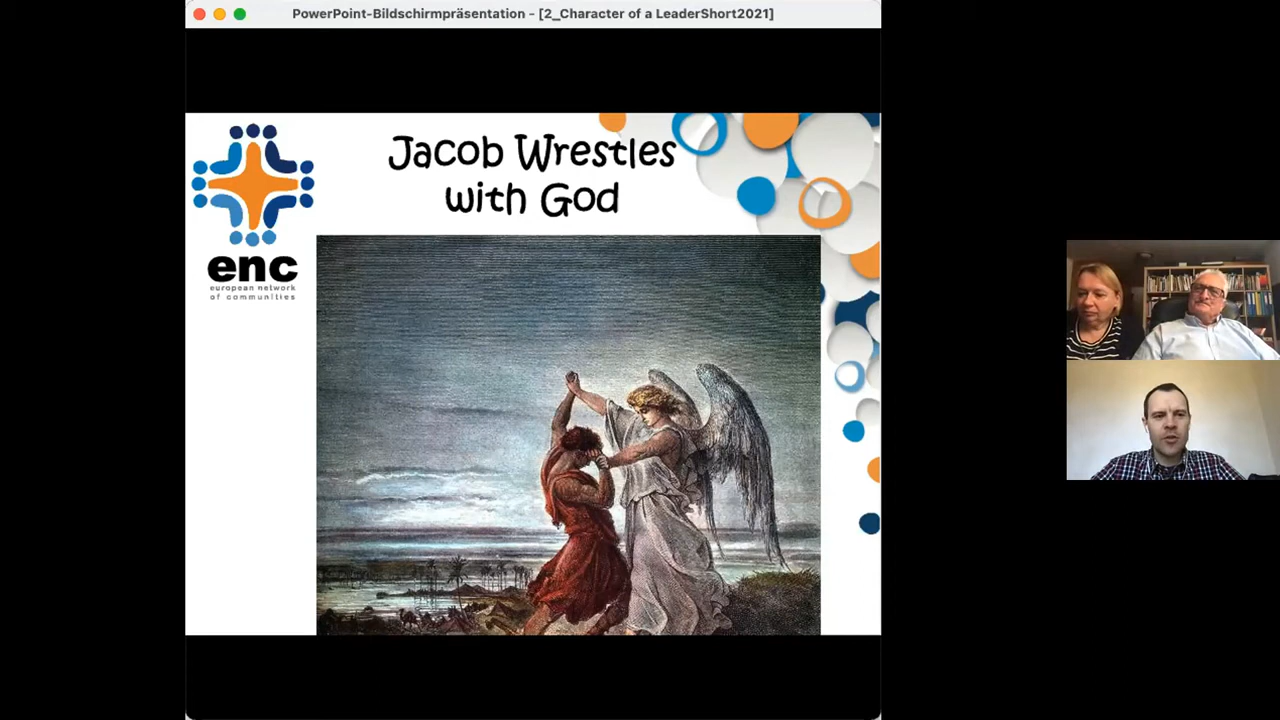 PowerPoint-Bildschirmpräsentation - [2_Character of a LeaderShort2021]
Jacob Wrestles
with God
enc
european network
of communities